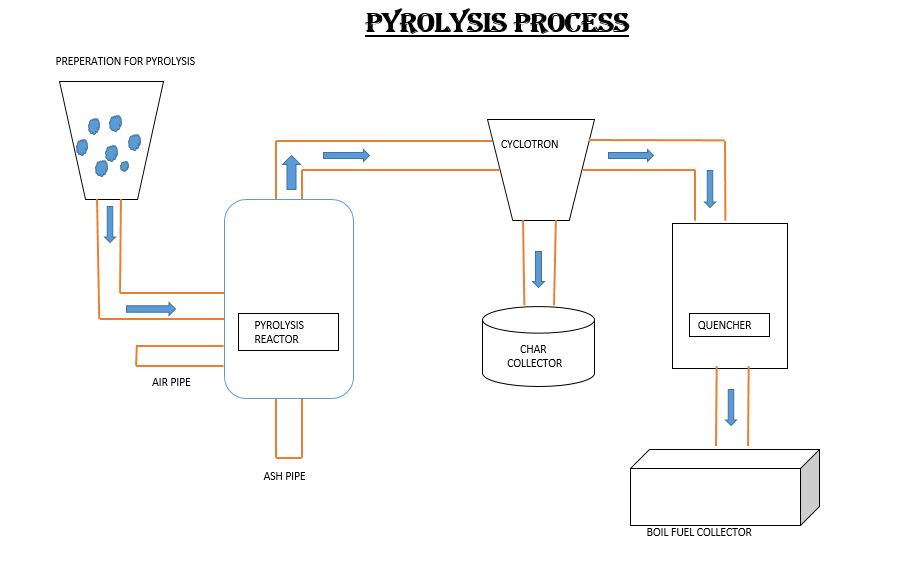 PYROLYSIS PROCESS
PREPERATION FOR PYROLYSIS
CYCLOTRON
PYROLYSIS
REACTOR
QUENCHER
CHAR
COLLECTOR
AIR PIPE
ASH PIPE
BOIL FUEL COLLECTOR